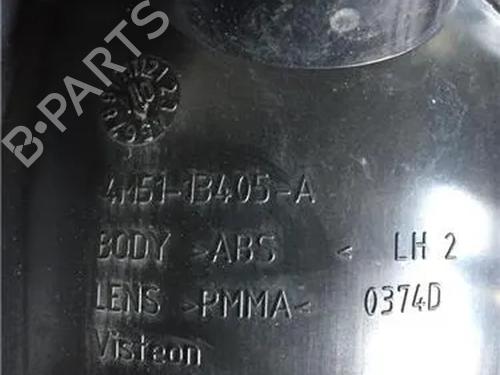 B-PARTS
4M51-13405-A
BODY >ABS < LH 2
LENS >PMMA< 0374D
Visteon